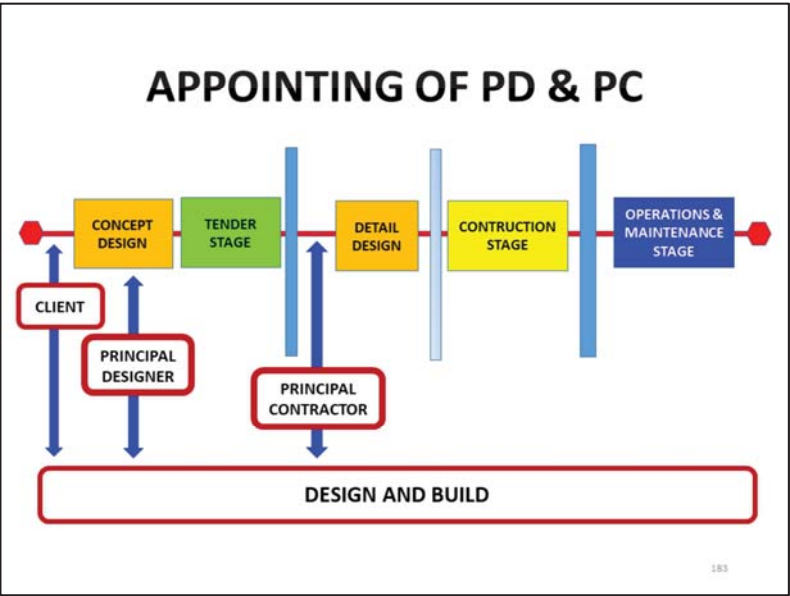 APPOINTING OF PD & PC
CONCEPT
DESIGN
TENDER
STAGE
DETAIL
DESIGN
CONTRUCTION
STAGE
OPERATIONS &
MAINTENANCE
STAGE
CLIENT
PRINCIPAL
DESIGNER
PRINCIPAL
CONTRACTOR
DESIGN AND BUILD
183